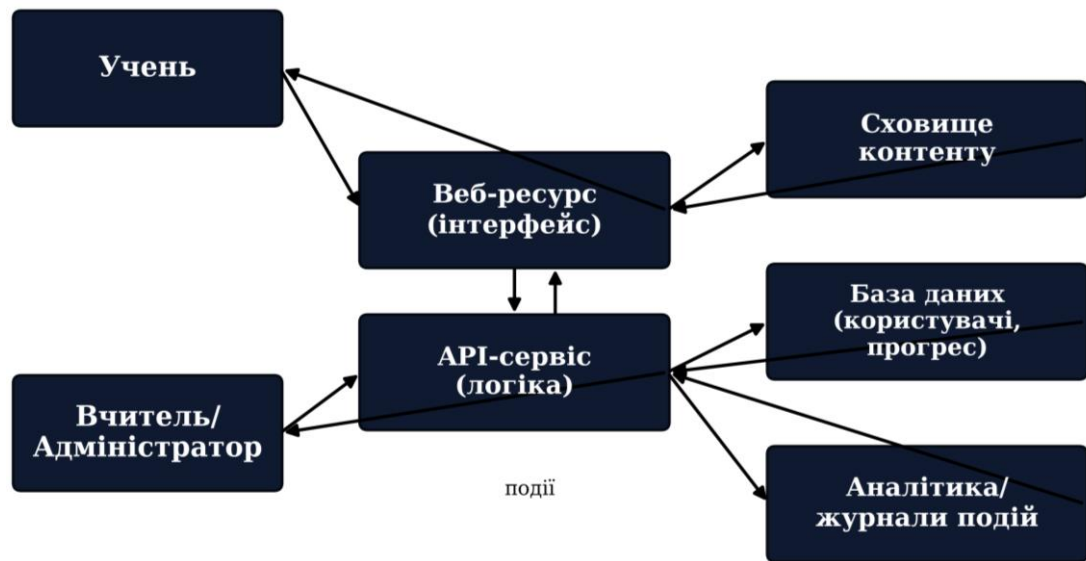 Учень
Сховище
контенту
Веб-ресурс
(інтерфейс)
База даних
(користувачі,
прогрес)
API-сервіс
(логіка)
Вчитель/
Адміністратор
події
Аналітика/
журнали подій